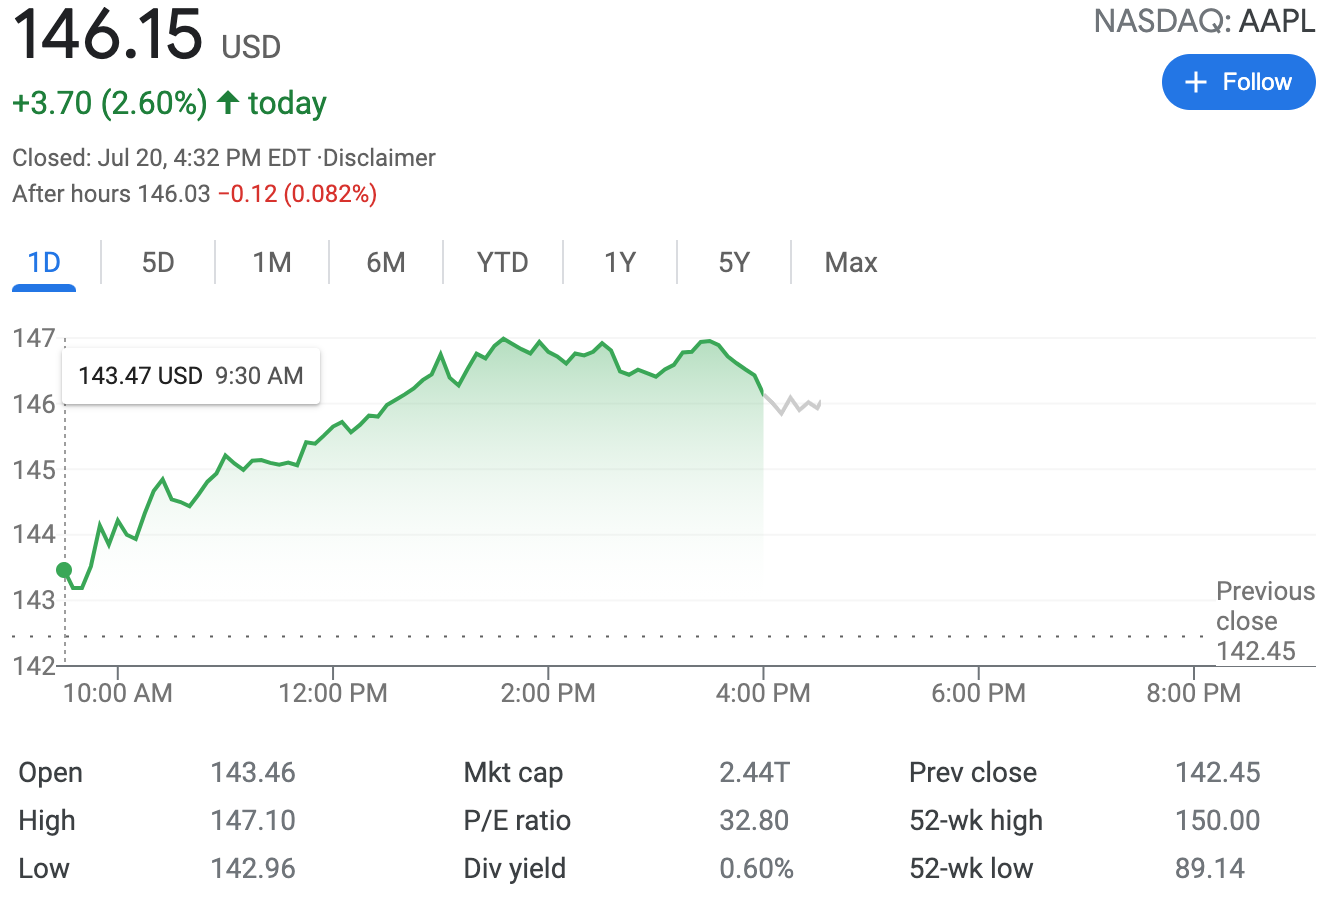 146.15 USD
NASDAQ: AAPL
+ Follow
+3.70 (2.60%) ↑ today
Closed: Jul 20, 4:32 PM EDT ·Disclaimer
After hours 146.03 −0.12 (0.082%)
1D 5D 1M 6M YTD 1Y 5Y Max
147
143.47 USD 9:30 AM
146
145
144
143
Previous
close
142.45
142
10:00 AM 12:00 PM 2:00 PM 4:00 PM 6:00 PM 8:00 PM
Open 143.46 Mkt cap 2.44T Prev close 142.45
High 147.10 P/E ratio 32.80 52-wk high 150.00
Low 142.96 Div yield 0.60% 52-wk low 89.14